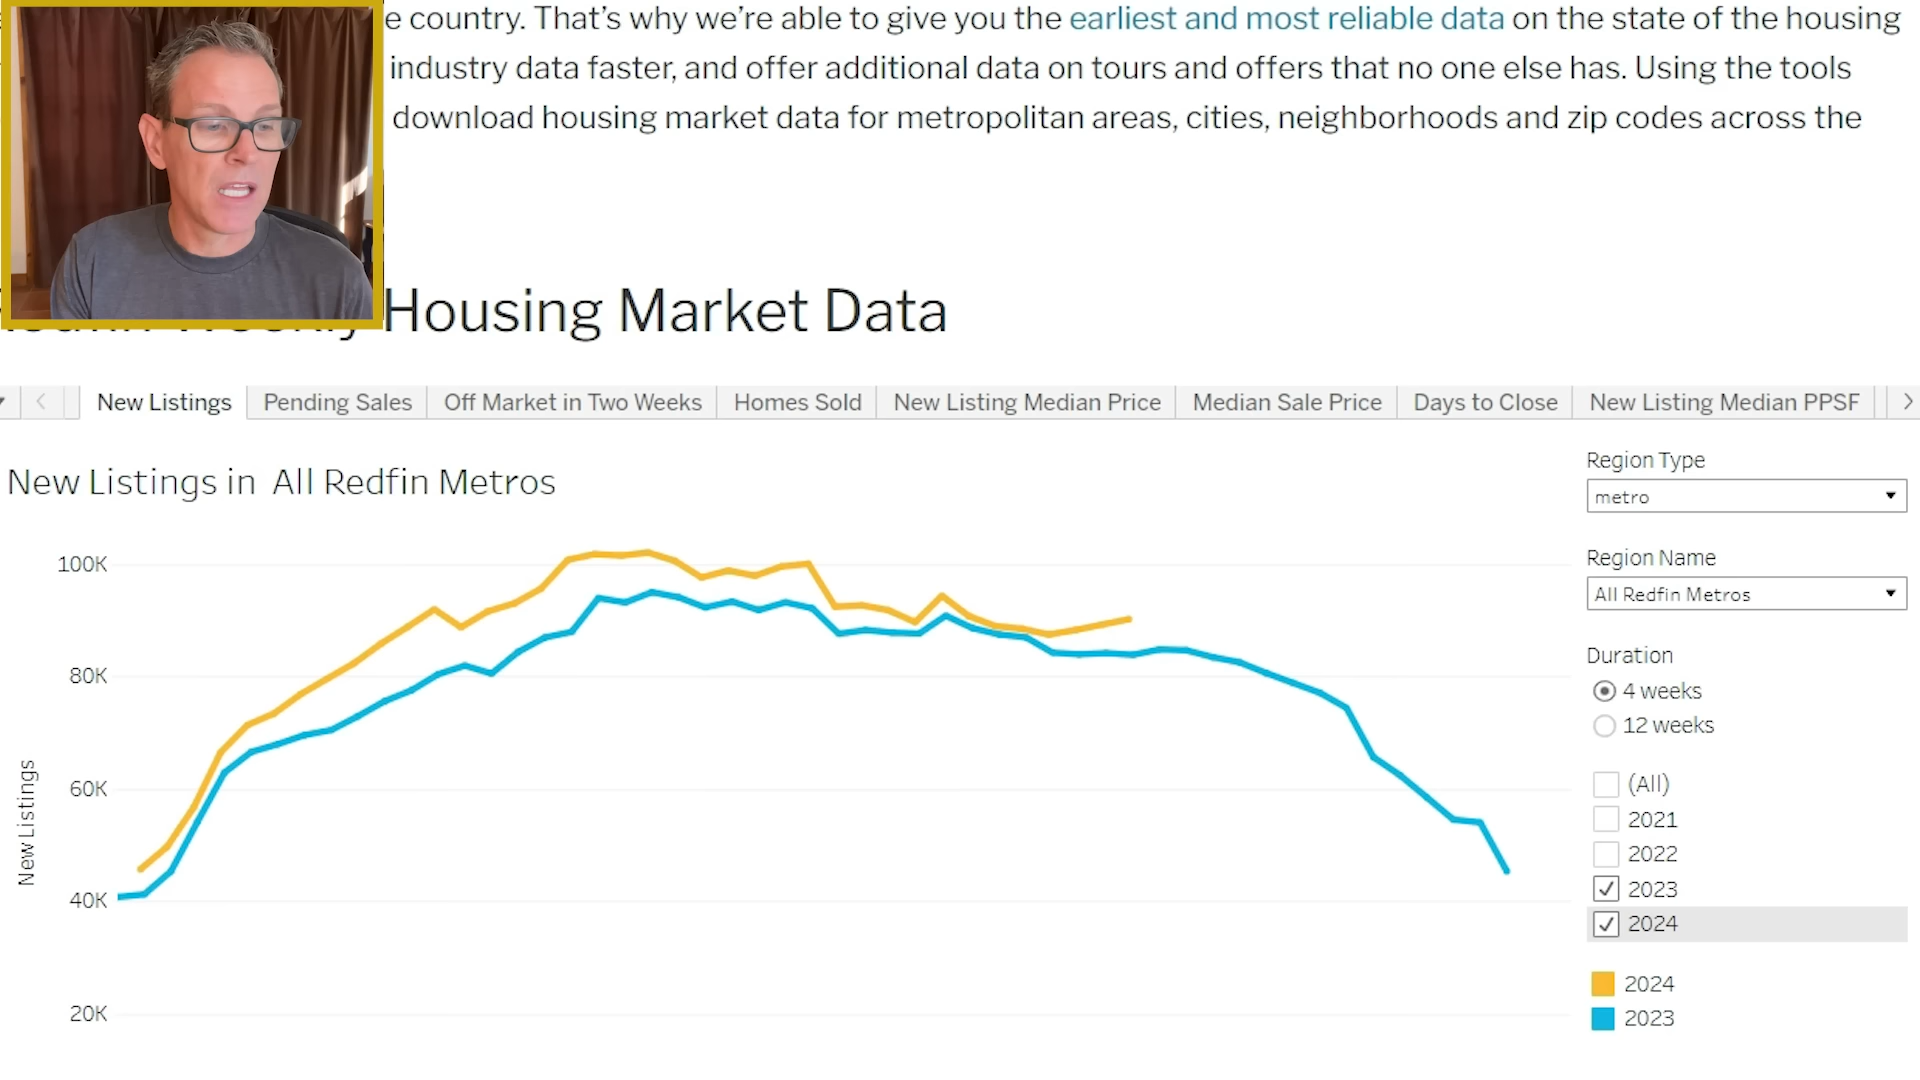 e country. That’s why we’re able to give you the earliest and most reliable data on the state of the housing
industry data faster, and offer additional data on tours and offers that no one else has. Using the tools
download housing market data for metropolitan areas, cities, neighborhoods and zip codes across the
Housing Market Data
New Listings
Pending Sales
Off Market in Two Weeks
Homes Sold
New Listing Median Price
Median Sale Price
Days to Close
New Listing Median PPSF
New Listings in All Redfin Metros
Region Type
metro
Region Name
All Redfin Metros
Duration
4 weeks
12 weeks
(All)
2021
2022
2023
2024
2024
2023
New Listings
100K
80K
60K
40K
20K